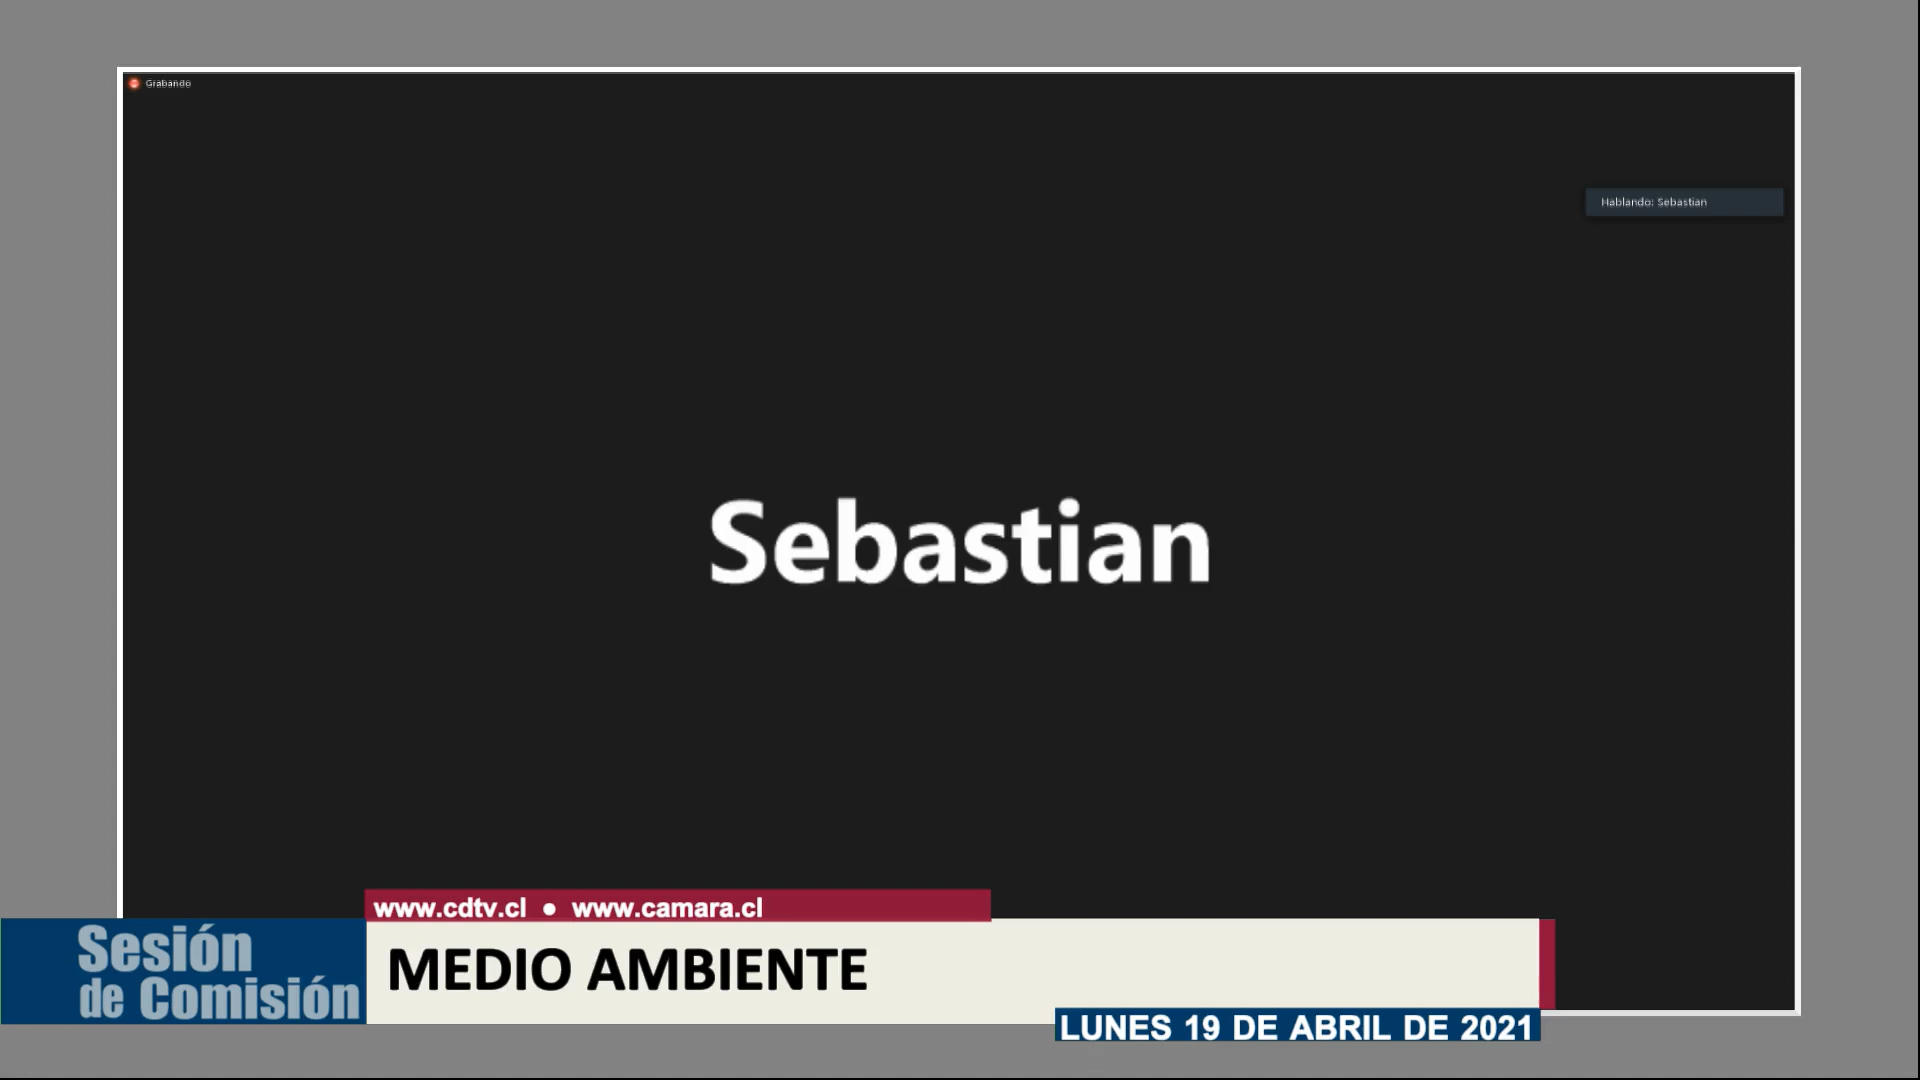 Grabando
Hablando: Sebastian
Sebastian
www.cdtv.cl ● www.camara.cl
Sesión
de Comisión
MEDIO AMBIENTE
LUNES 19 DE ABRIL DE 2021